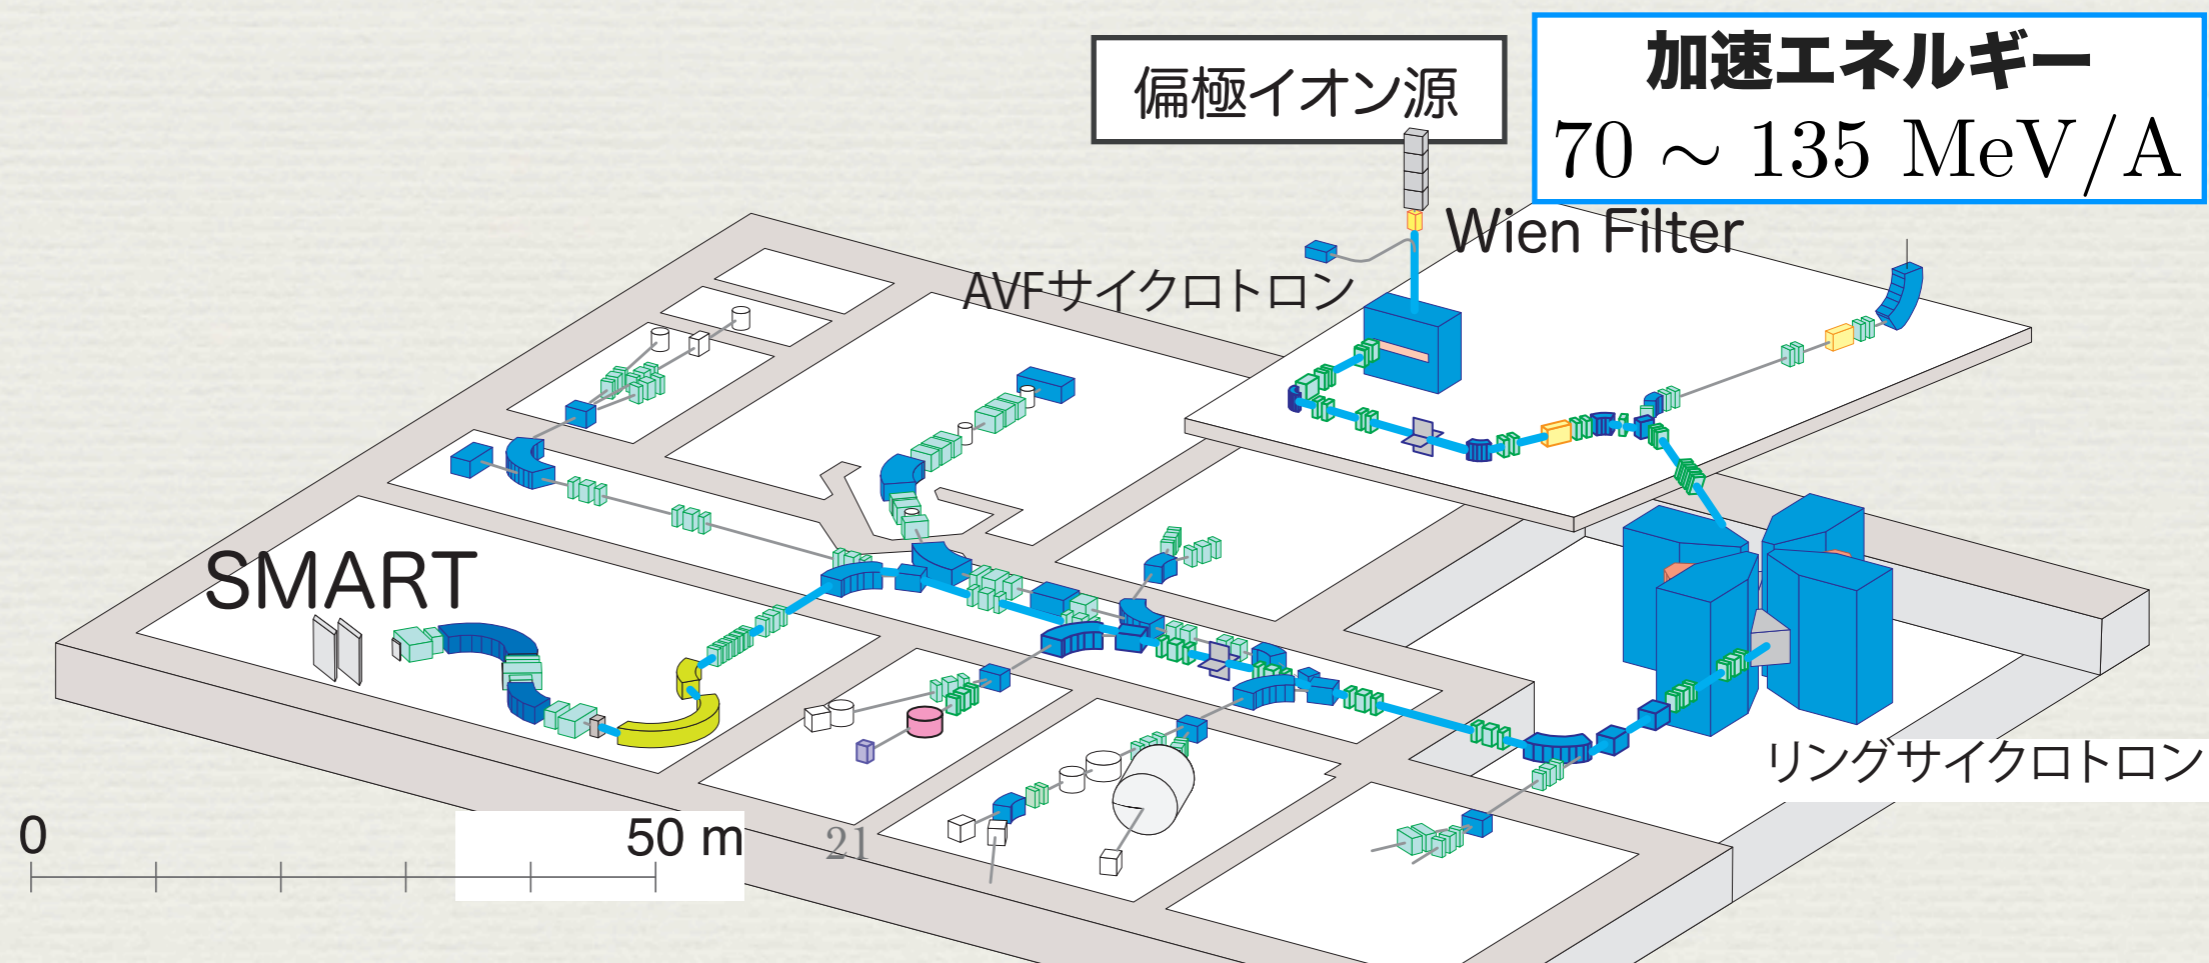 偏極イオン源
加速エネルギー
70 ~ 135 MeV/A
Wien Filter
AVFサイクロトロン
SMART
リングサイクロトロン
0
50 m
21